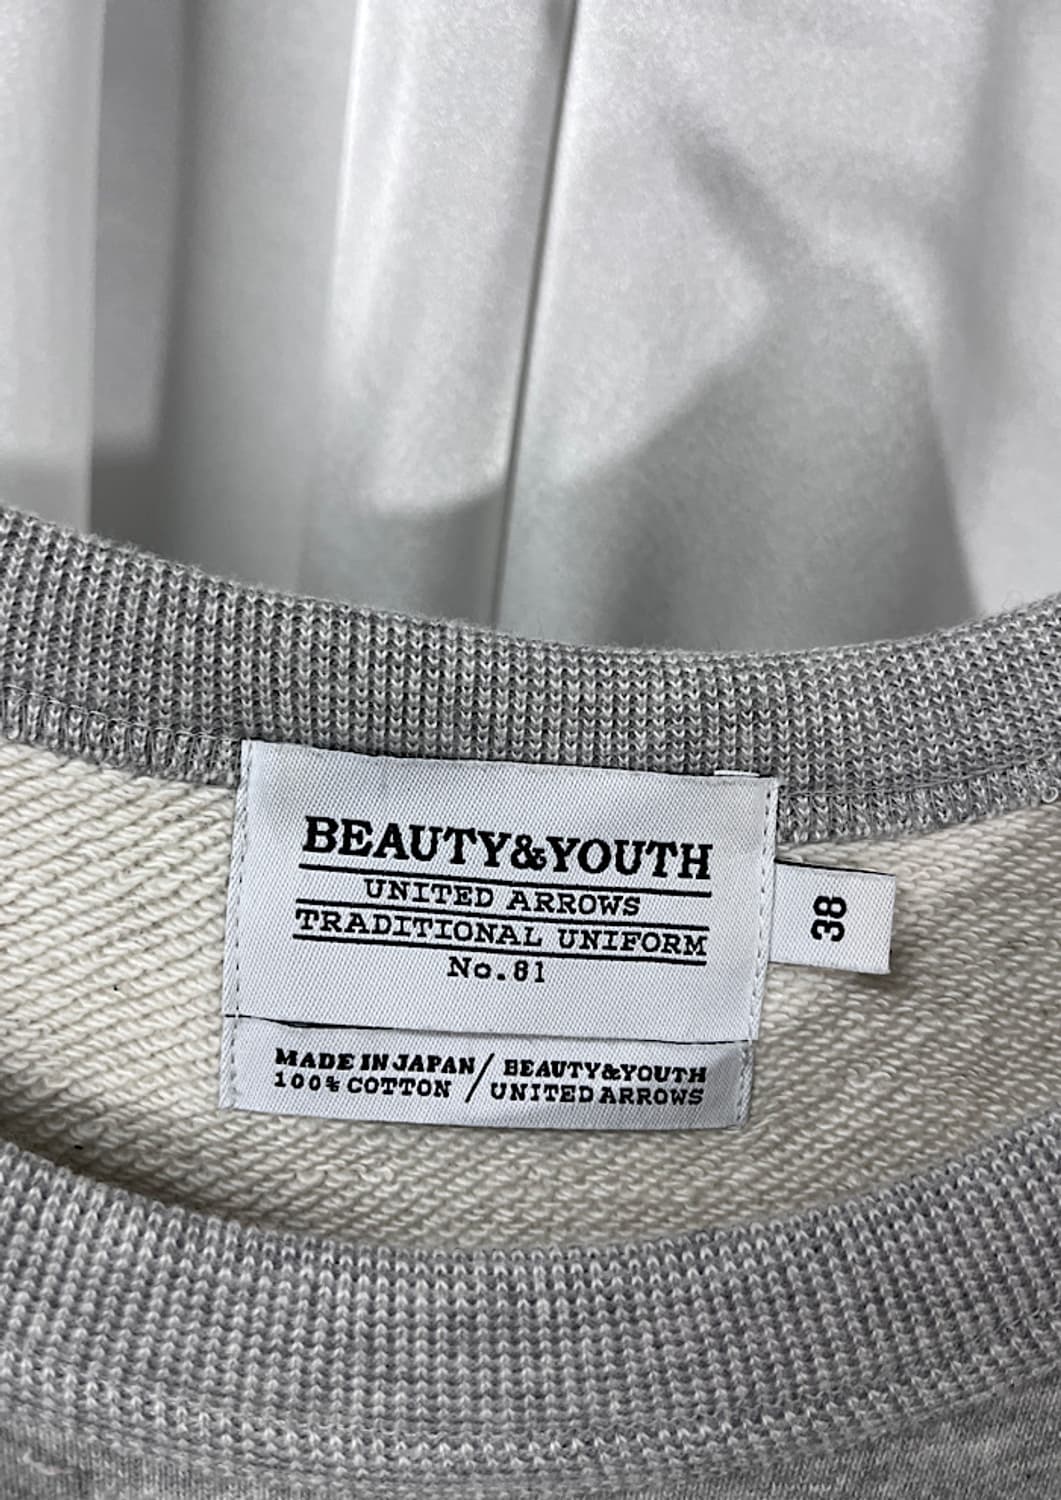 BEAUTY&YOUTH
UNITED ARROWS
TRADITIONAL UNIFORM
No.81
38
MADE IN JAPAN / BEAUTY&YOUTH
100% COTTON / UNITED ARROWS